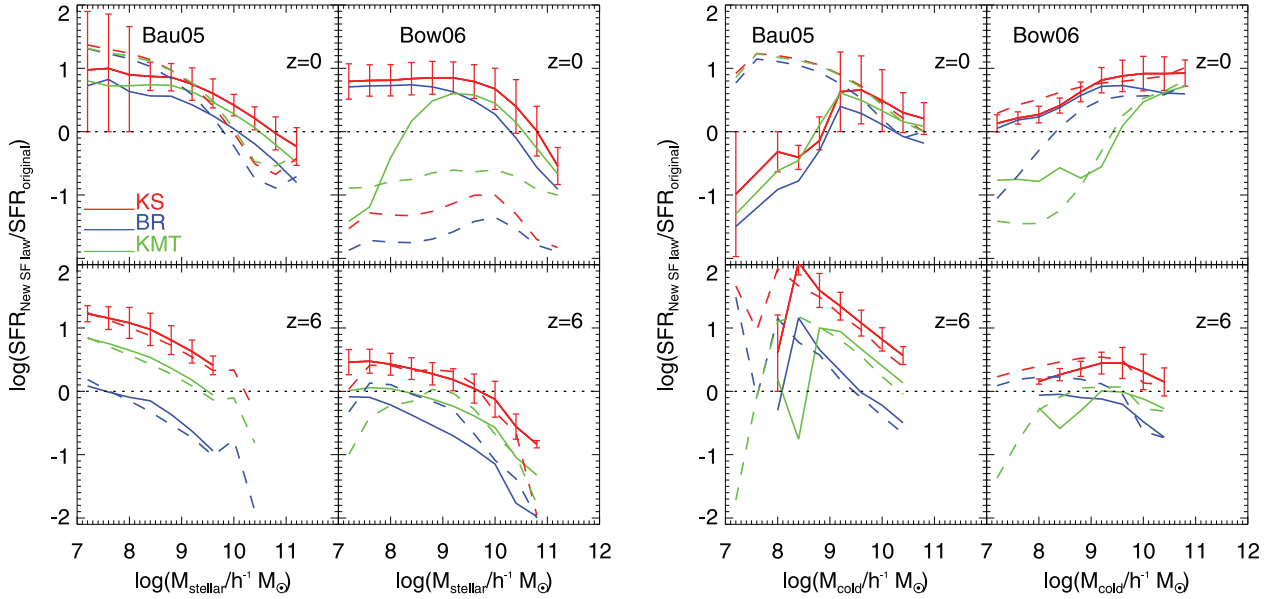 Bau05
z=0
Bow06
z=0
KS
BR
KMT
z=6
z=6
2
1
0
-1
2
1
0
-1
-2
log(SFR_New SF law/SFR_original)
7 8 9 10 11
7 8 9 10 11 12
log(M_stellar/h⁻¹ M_⊙)
log(M_stellar/h⁻¹ M_⊙)
Bau05
z=0
Bow06
z=0
z=6
z=6
2
1
0
-1
2
1
0
-1
-2
log(SFR_New SF law/SFR_original)
7 8 9 10 11
7 8 9 10 11 12
log(M_cold/h⁻¹ M_⊙)
log(M_cold/h⁻¹ M_⊙)